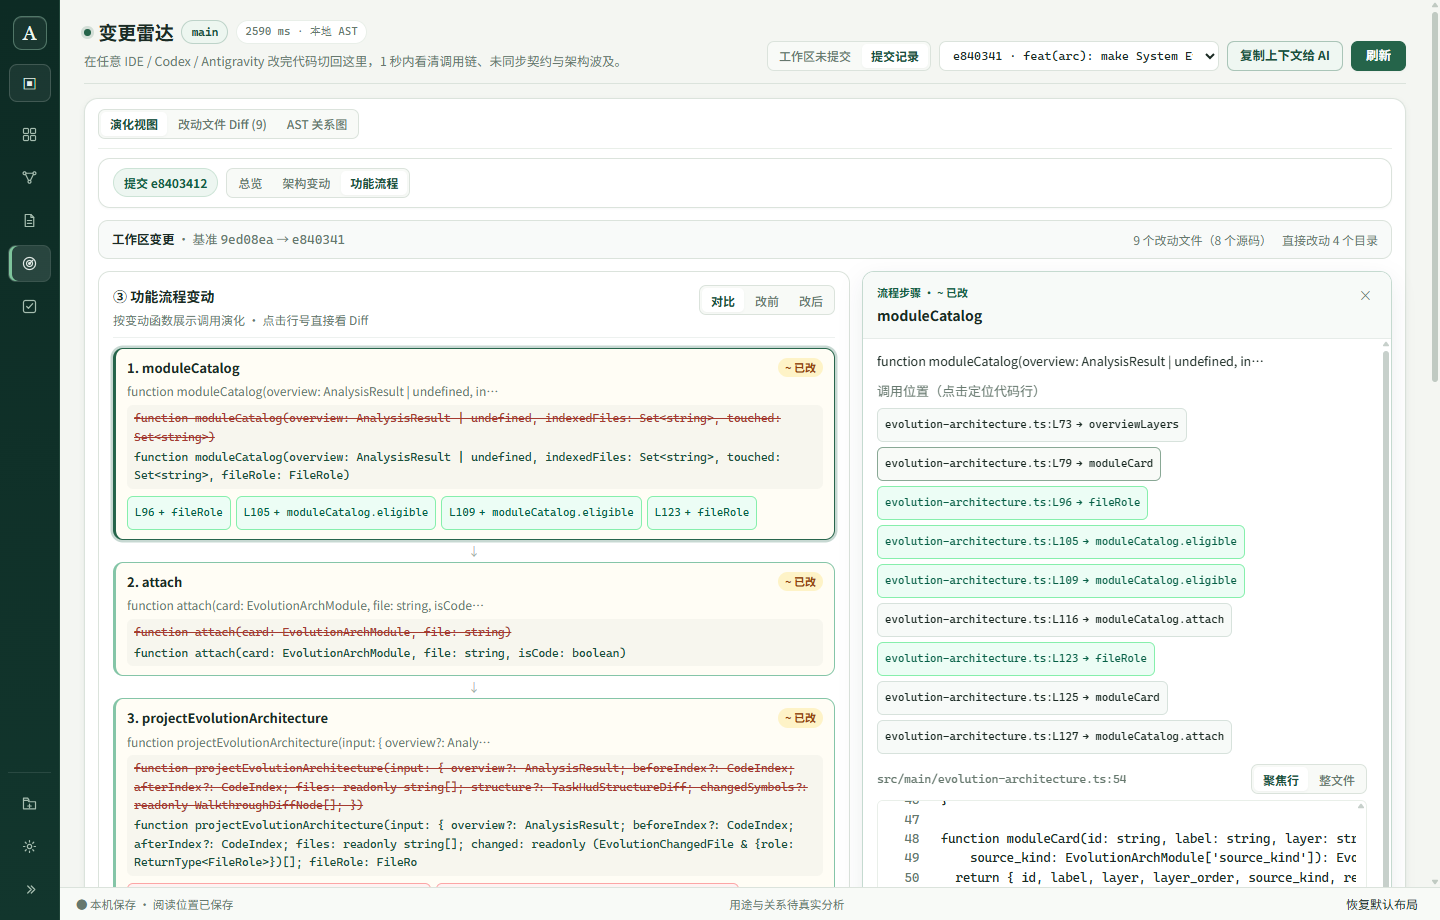 A
变更雷达
main
2590 ms · 本地 AST
在任意 IDE / Codex / Antigravity 改完代码切回这里，1 秒内看清调用链、未同步契约与架构波及。
工作区未提交
提交记录
e840341 · feat(arc): make System E
复制上下文给 AI
刷新
演化视图
改动文件 Diff (9)
AST 关系图
提交 e8403412
总览
架构变动
功能流程
工作区变更 · 基准 9ed08ea → e840341
9 个改动文件（8 个源码）
直接改动 4 个目录
③ 功能流程变动
按变动函数展示调用演化 · 点击行号直接看 Diff
对比
改前
改后
1. moduleCatalog
~ 已改
function moduleCatalog(overview: AnalysisResult | undefined, in…
function moduleCatalog(overview: AnalysisResult | undefined, indexedFiles: Set<string>, touched:
Set<string>)
function moduleCatalog(overview: AnalysisResult | undefined, indexedFiles: Set<string>, touched:
Set<string>, fileRole: FileRole)
L96 + fileRole
L105 + moduleCatalog.eligible
L109 + moduleCatalog.eligible
L123 + fileRole
↓
2. attach
~ 已改
function attach(card: EvolutionArchModule, file: string, isCode…
function attach(card: EvolutionArchModule, file: string)
function attach(card: EvolutionArchModule, file: string, isCode: boolean)
↓
3. projectEvolutionArchitecture
~ 已改
function projectEvolutionArchitecture(input: { overview?: Analy…
function projectEvolutionArchitecture(input: { overview?: AnalysisResult; beforeIndex?: CodeIndex;
afterIndex?: CodeIndex; files: readonly string[]; structure?: TaskHudStructureDiff; changedSymbols?:
readonly WalkthroughDiffNode[]; })
function projectEvolutionArchitecture(input: { overview?: AnalysisResult; beforeIndex?: CodeIndex;
afterIndex?: CodeIndex; files: readonly string[]; changed: readonly (EvolutionChangedFile & {role:
ReturnType<FileRole>})[]; fileRole: FileRo
流程步骤 · ~ 已改
moduleCatalog
function moduleCatalog(overview: AnalysisResult | undefined, in…
调用位置（点击定位代码行）
evolution-architecture.ts:L73 → overviewLayers
evolution-architecture.ts:L79 → moduleCard
evolution-architecture.ts:L96 → fileRole
evolution-architecture.ts:L105 → moduleCatalog.eligible
evolution-architecture.ts:L109 → moduleCatalog.eligible
evolution-architecture.ts:L116 → moduleCatalog.attach
evolution-architecture.ts:L123 → fileRole
evolution-architecture.ts:L125 → moduleCard
evolution-architecture.ts:L127 → moduleCatalog.attach
src/main/evolution-architecture.ts:54
聚焦行
整文件
47
48 function moduleCard(id: string, label: string, layer: str
49 source_kind: EvolutionArchModule['source_kind']): Evo
50 return { id, label, layer, layer_order, source_kind, re
本机保存 · 阅读位置已保存
用途与关系待真实分析
恢复默认布局